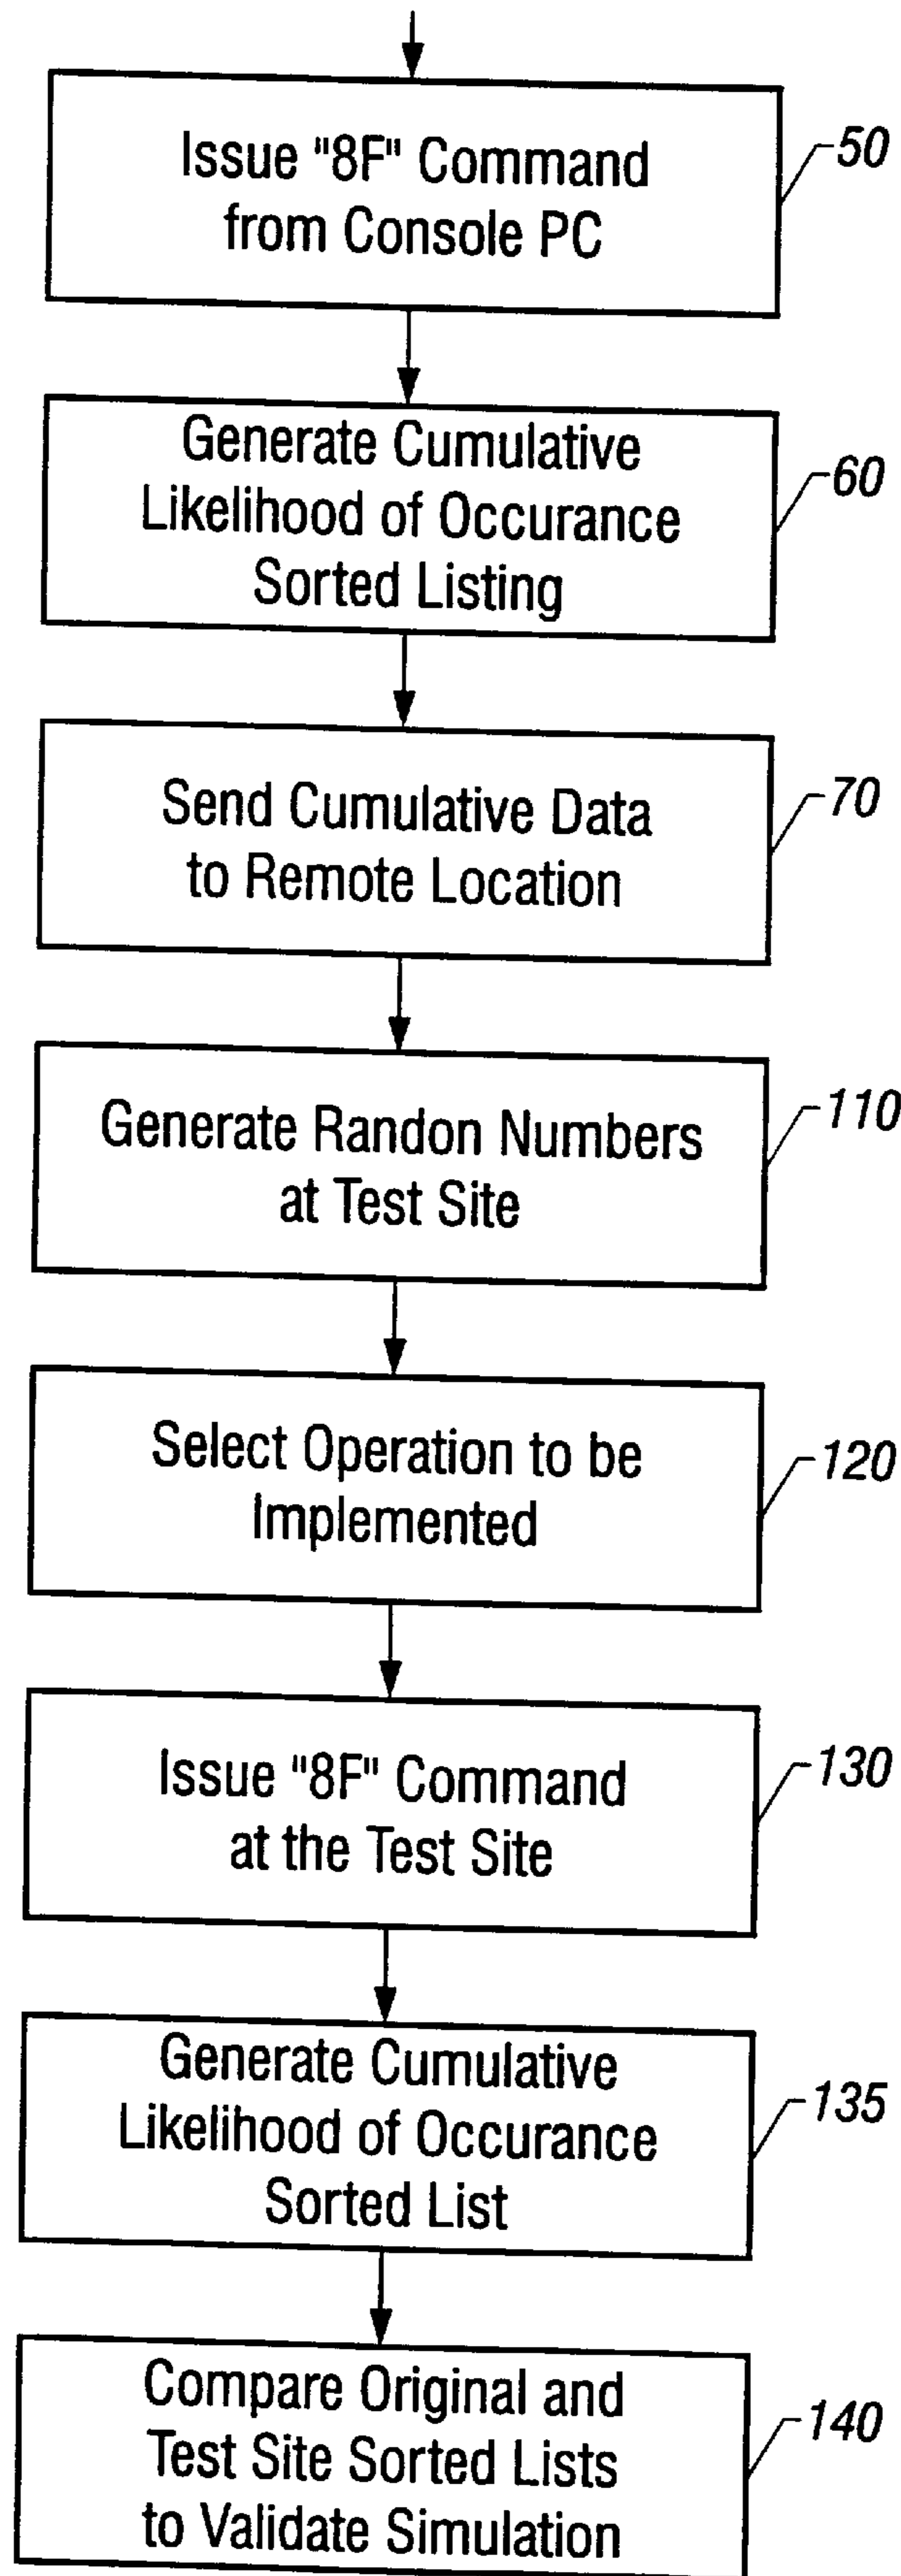 Issue "8F" Command
from Console PC
50
Generate Cumulative
Likelihood of Occurance
Sorted Listing
60
Send Cumulative Data
to Remote Location
70
Generate Randon Numbers
at Test Site
110
Select Operation to be
Implemented
120
Issue "8F" Command
at the Test Site
130
Generate Cumulative
Likelihood of Occurance
Sorted List
135
Compare Original and
Test Site Sorted Lists
to Validate Simulation
140